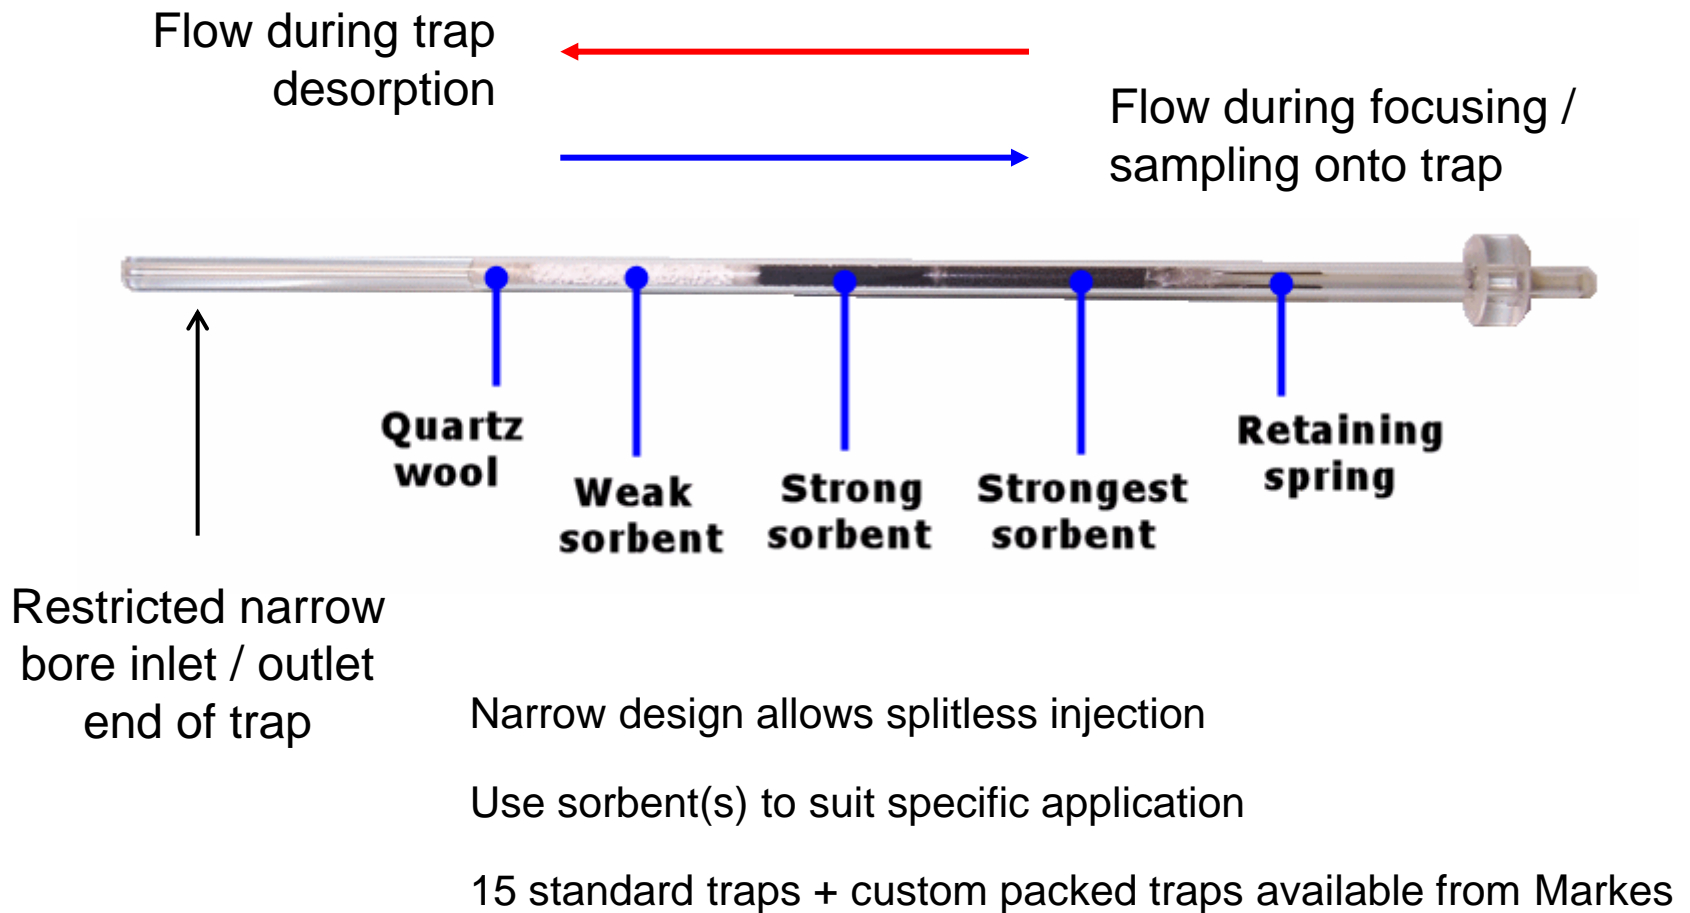 Flow during trap
desorption
Flow during focusing /
sampling onto trap
Quartz
wool
Weak
sorbent
Strong
sorbent
Strongest
sorbent
Retaining
spring
Restricted narrow
bore inlet / outlet
end of trap
Narrow design allows splitless injection
Use sorbent(s) to suit specific application
15 standard traps + custom packed traps available from Markes